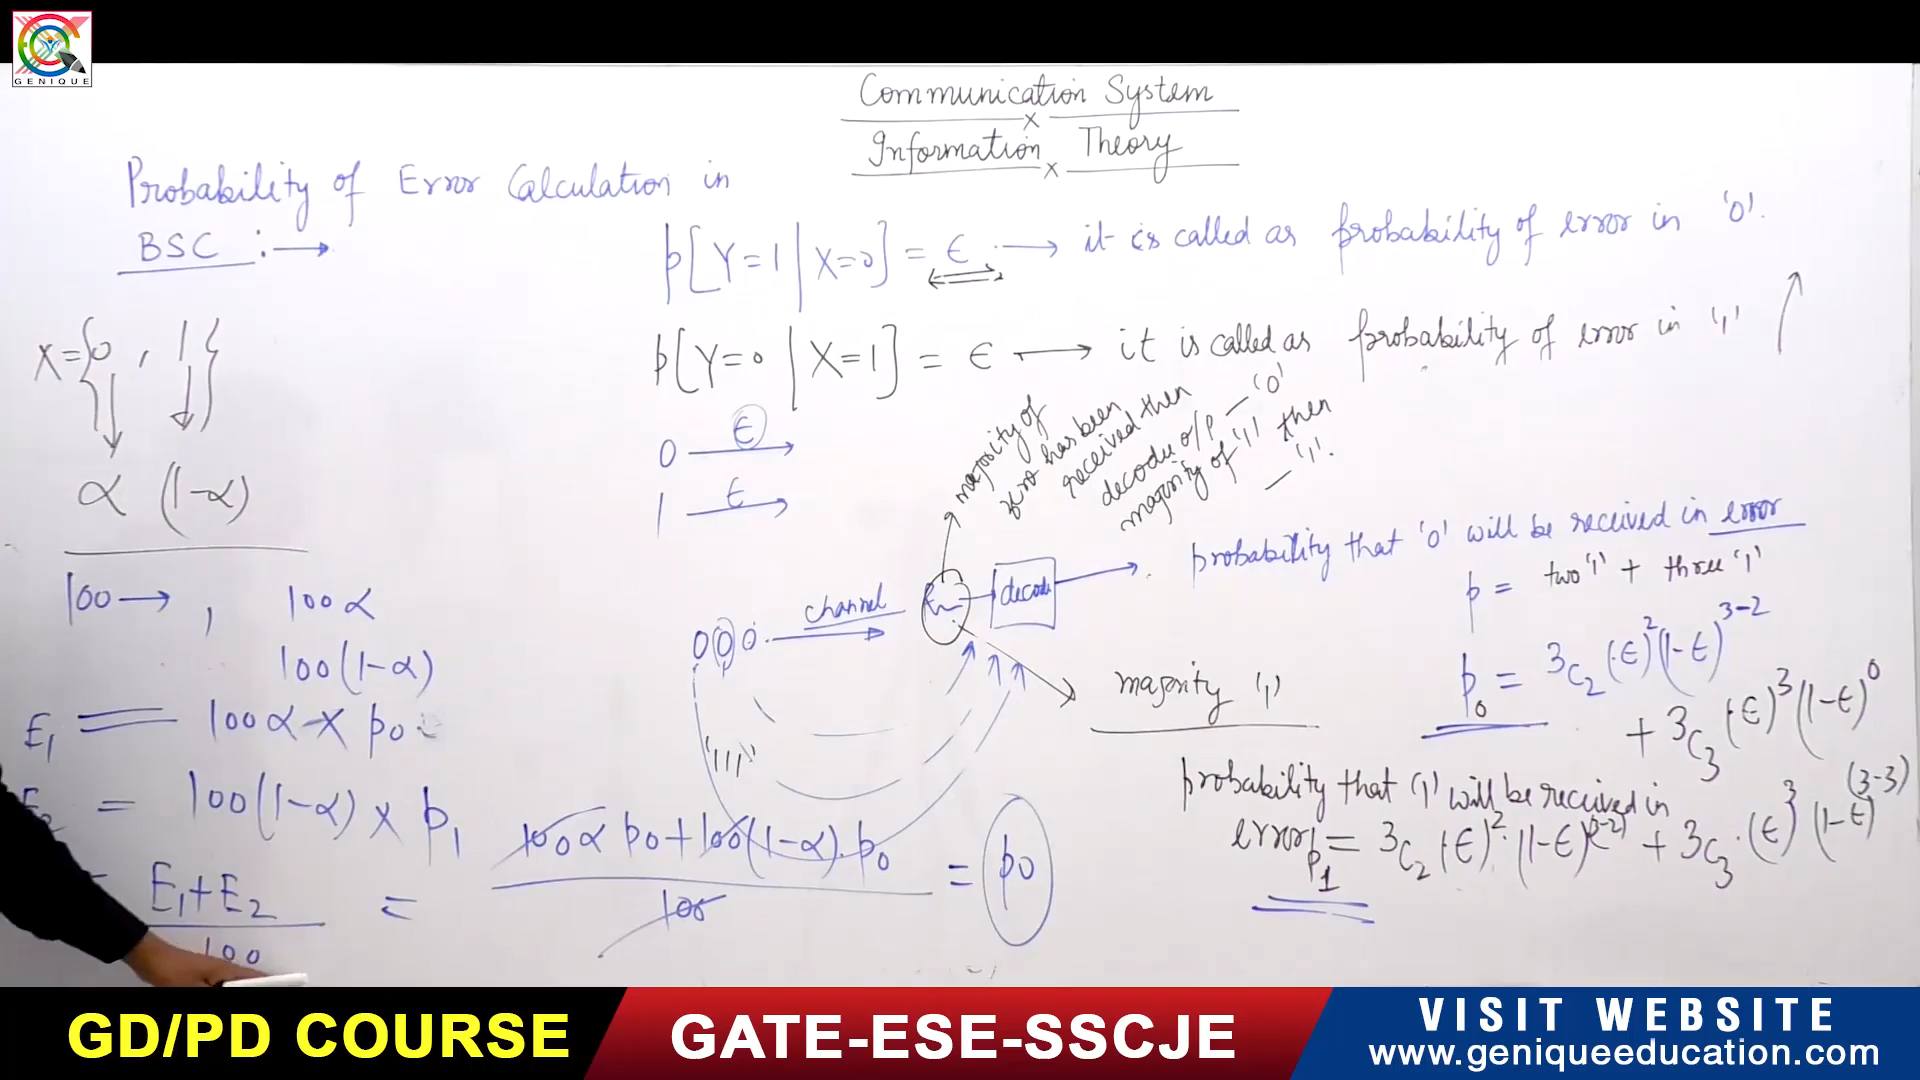 GENIQUE
Communication System
Information Theory
Probability of Error Calculation in
BSC :→
p[Y=1 | X=0] = ϵ → it is called as probability of error in '0'.
p[Y=0 | X=1] = ϵ → it is called as probability of error in '1'
X={0, 1}
α (1-α)
0 ϵ →
1 ϵ →
majority of
zero has been
received then
decode o/p — '0'
majority of '1' then
— '1'.
100 → , 100α
100(1-α)
E₁ = 100α × p0
E₂ = 100(1-α) × p₁
E₁+E₂
100
= 100α p0 + 100(1-α).p0
100
= p0
000 channel → decode →
'111'
majority '1'
probability that '0' will be received in error
p = two '1' + three '1'
p₀ = 3C₂ (ϵ)² (1-ϵ)³⁻²
+ 3C₃ (ϵ)³ (1-ϵ)⁰
probability that '1' will be received in
error p₁ = 3C₂ (ϵ)² . (1-ϵ)⁽³⁻²⁾ + 3C₃ . (ϵ)³ (1-ϵ)⁽³⁻³⁾
GD/PD COURSE
GATE-ESE-SSCJE
VISIT WEBSITE
www.geniqueeducation.com